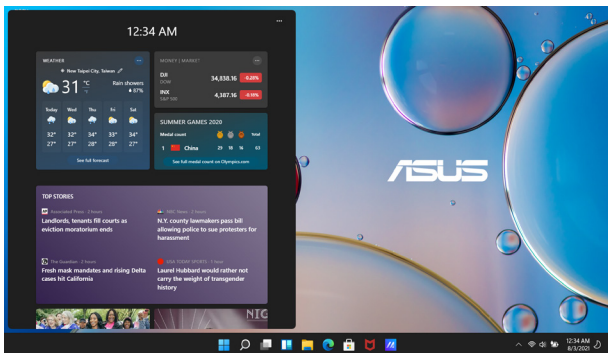 12:34 AM
WEATHER
New Taipei City, Taiwan
31 °C
°F
Rain showers
87%
Today Wed Thu Fri Sat
32° 32° 34° 33° 34°
27° 27° 28° 27° 27°
See full forecast
MONEY | MARKET
DJI
DOW
34,838.16 -0.28%
INX
S&P 500
4,387.16 -0.18%
SUMMER GAMES 2020
Medal count Total
1 China 29 18 16 63
See full medal count on Olympics.com
TOP STORIES
Associated Press · 2 hours
Landlords, tenants fill courts as
eviction moratorium ends
NBC News · 2 hours
N.Y. county lawmakers pass bill
allowing police to sue protesters for
harassment
The Guardian · 2 hours
Fresh mask mandates and rising Delta
cases hit California
USA TODAY SPORTS · 1 hour
Laurel Hubbard would rather not
carry the weight of transgender
history
NIG
ASUS
12:34 AM
8/3/2021